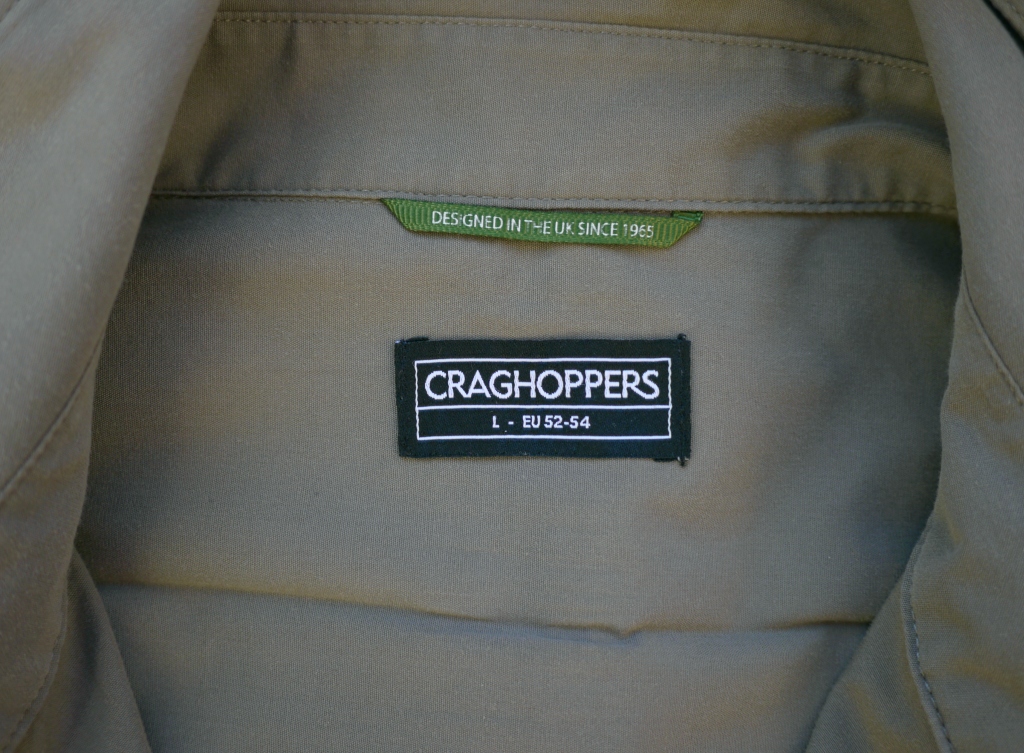 DESIGNED IN THE UK SINCE 1965
CRAGHOPPERS
L - EU 52-54